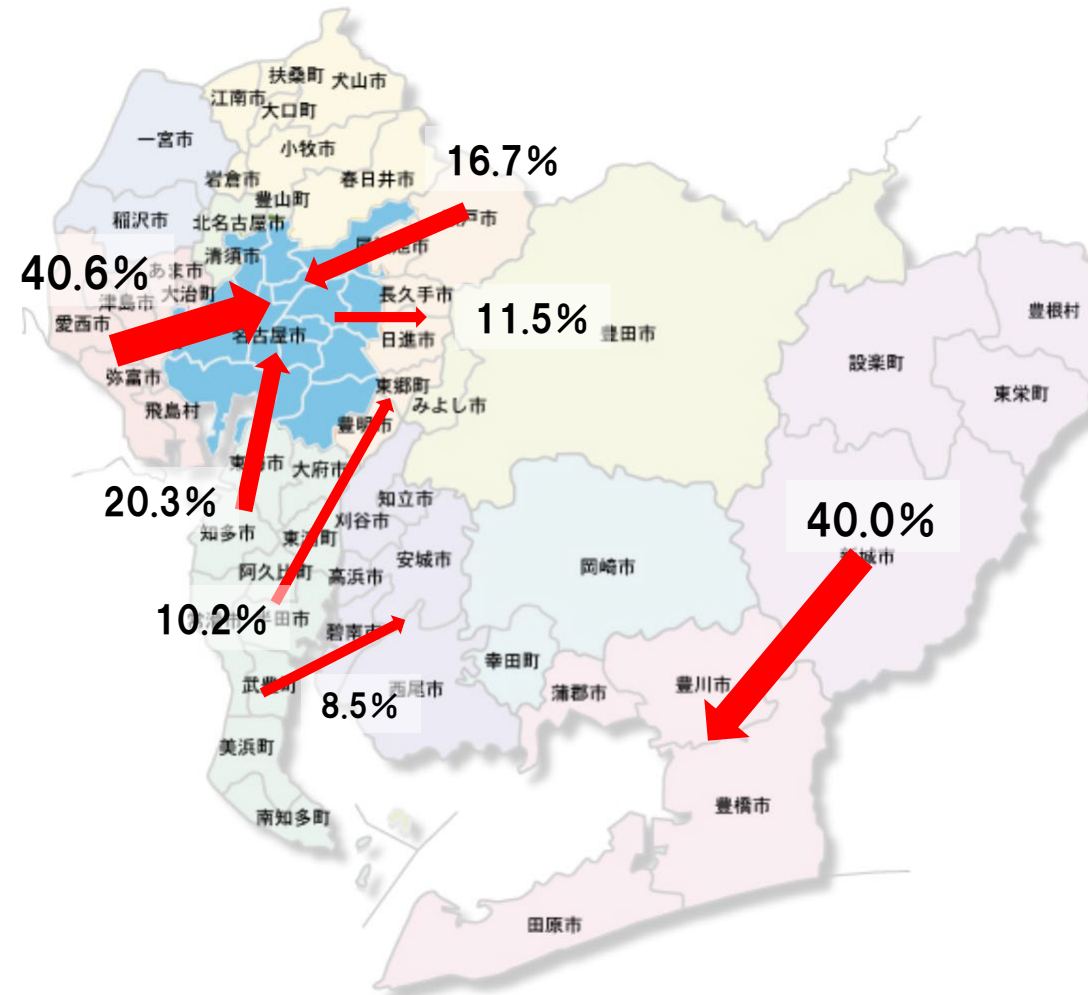 扶桑町
犬山市
江南市
大口町
一宮市
小牧市
16.7%
岩倉市
春日井市
豊山町
稲沢市
北名古屋市
清須市
40.6%
あま市
大治町
長久手市
津島市
11.5%
愛西市
名古屋市
日進市
豊田市
豊根村
設楽町
弥富市
東郷町
東栄町
飛島村
みよし市
豊明市
大府市
20.3%
知立市
40.0%
知多市
刈谷市
安城市
阿久比町
高浜市
岡崎市
10.2%
碧南市
幸田町
西尾市
武豊町
8.5%
蒲郡市
豊川市
美浜町
豊橋市
南知多町
田原市